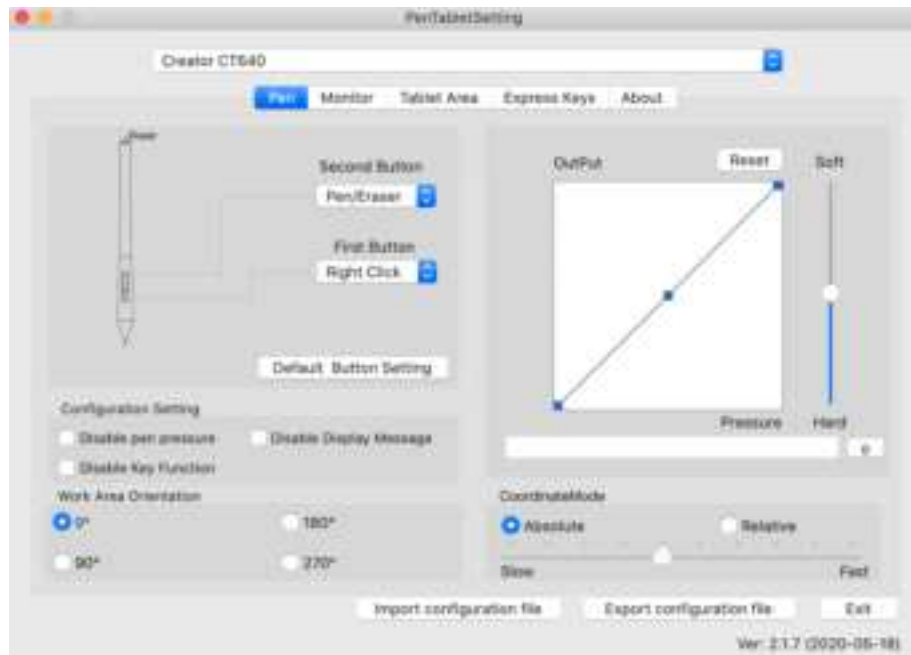 PenTabletSetting
Creator CT640
Pen Monitor Tablet Area Express Keys About
Eraser
Second Button
Pen/Eraser
First Button
Right Click
Default Button Setting
OutPut Reset Soft
Pressure Hard
0
Configuration Setting
Disable pen pressure Disable Display Message
Disable Key Function
Work Area Orientation
0° 180°
90° 270°
CoordinateMode
Absolute Relative
Slow Fast
Import configuration file Export configuration file Exit
Ver: 2.1.7 (2020-05-18)